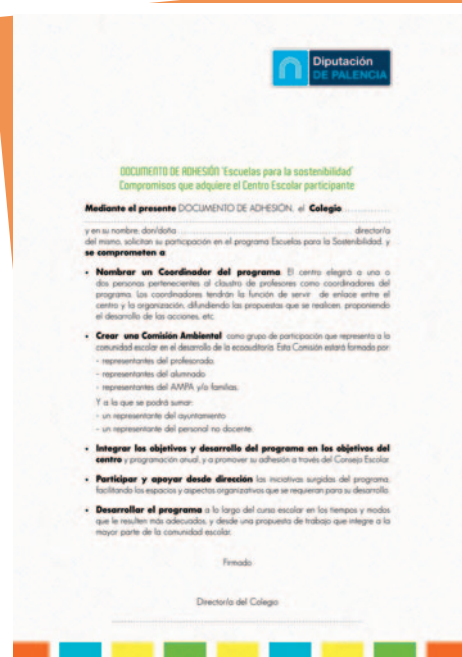 Diputación
DE PALENCIA
DOCUMENTO DE ADHESIÓN 'Escuelas para la sostenibilidad'
Compromisos que adquiere el Centro Escolar participante
Mediante el presente DOCUMENTO DE ADHESIÓN, el Colegio
y en su nombre, don/doña director/a
del mismo, solicitan su participación en el programa Escuelas para la Sostenibilidad, y
se comprometen a:
• Nombrar un Coordinador del programa. El centro elegirá a una o
dos personas pertenecientes al claustro de profesores como coordinadores del
programa. Los coordinadores tendrán la función de servir de enlace entre el
centro y la organización, difundiendo las propuestas que se realicen, proponiendo
el desarrollo de las acciones, etc.
• Crear una Comisión Ambiental como grupo de participación que representa a la
comunidad escolar en el desarrollo de la ecoauditoría. Esta Comisión estará formada por:
- representantes del profesorado.
- representantes del alumnado.
- representantes del AMPA y/o familias.
Y a la que se podrá sumar:
- un representante del ayuntamiento
- un representante del personal no docente.
• Integrar los objetivos y desarrollo del programa en los objetivos del
centro y programación anual, y a promover su adhesión a través del Consejo Escolar.
• Participar y apoyar desde dirección las iniciativas surgidas del programa,
facilitando los espacios y aspectos organizativos que se requieran para su desarrollo.
• Desarrollar el programa a lo largo del curso escolar en los tiempos y modos
que le resulten más adecuados, y desde una propuesta de trabajo que integre a la
mayor parte de la comunidad escolar.
Firmado
Director/a del Colegio